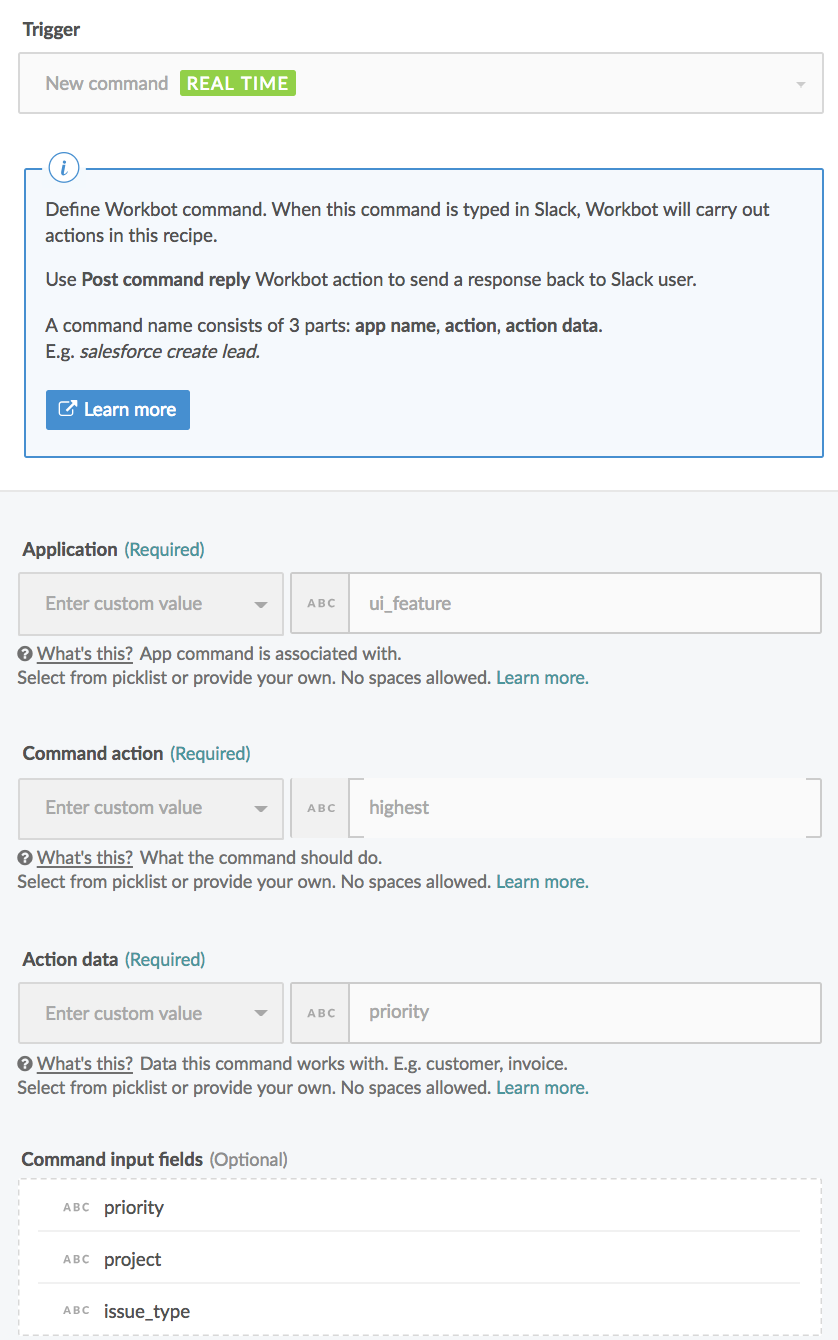 Trigger
New command REAL TIME
i
Define Workbot command. When this command is typed in Slack, Workbot will carry out
actions in this recipe.
Use Post command reply Workbot action to send a response back to Slack user.
A command name consists of 3 parts: app name, action, action data.
E.g. salesforce create lead.
Learn more
Application (Required)
Enter custom value ABC ui_feature
? What's this? App command is associated with.
Select from picklist or provide your own. No spaces allowed. Learn more.
Command action (Required)
Enter custom value ABC highest
? What's this? What the command should do.
Select from picklist or provide your own. No spaces allowed. Learn more.
Action data (Required)
Enter custom value ABC priority
? What's this? Data this command works with. E.g. customer, invoice.
Select from picklist or provide your own. No spaces allowed. Learn more.
Command input fields (Optional)
ABC priority
ABC project
ABC issue_type